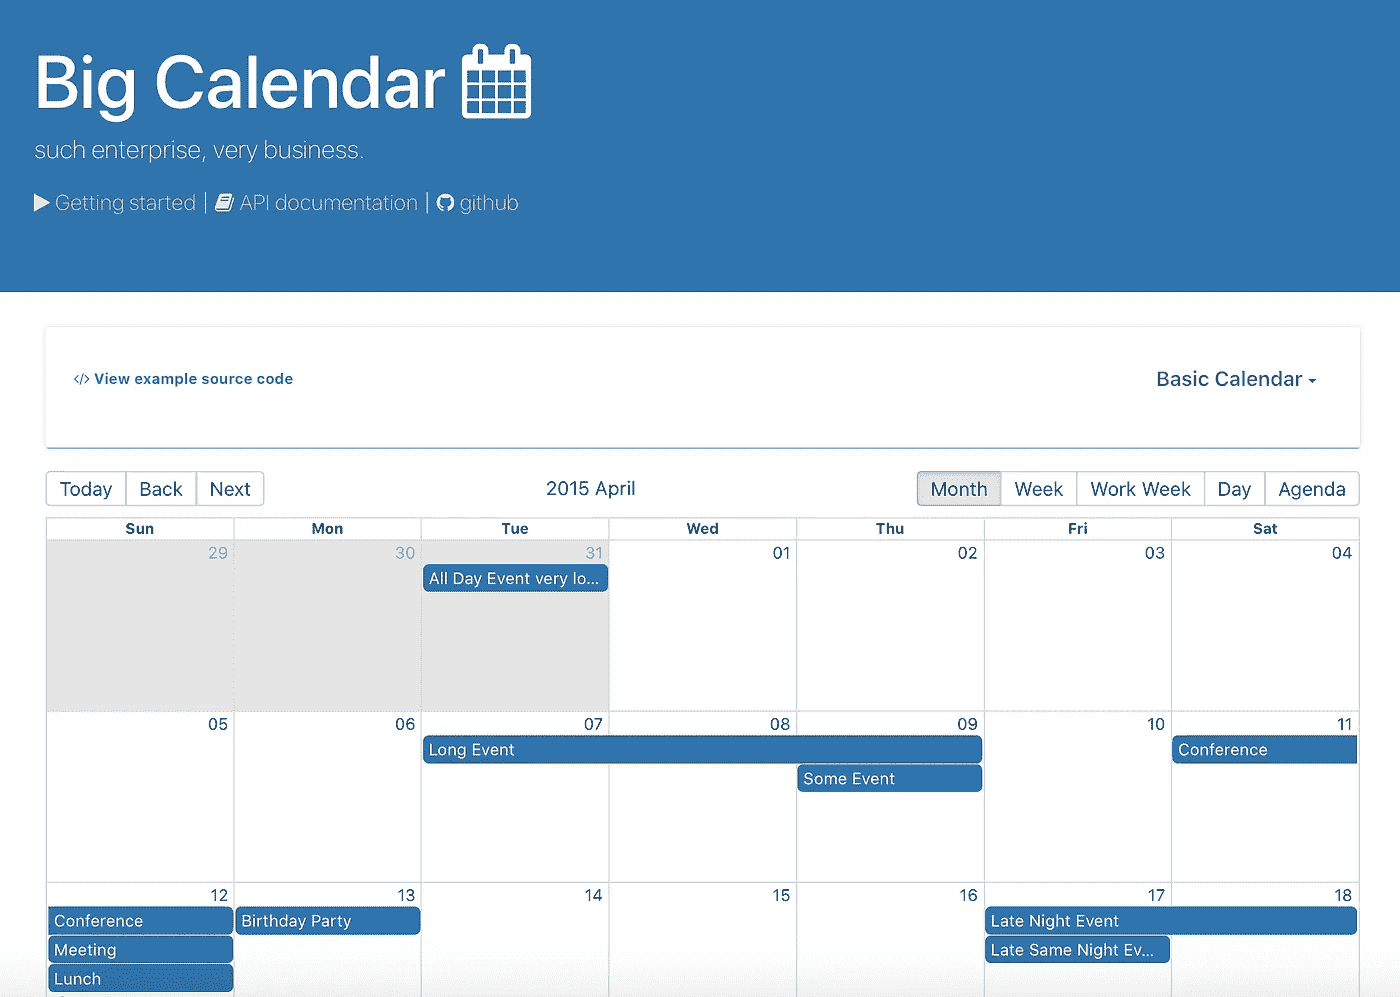 Big Calendar
such enterprise, very business.
Getting started | API documentation | github
</> View example source code
Basic Calendar
Today Back Next 2015 April Month Week Work Week Day Agenda
Sun Mon Tue Wed Thu Fri Sat
29 30 31 01 02 03 04
All Day Event very lo...
05 06 07 08 09 10 11
Long Event Conference
Some Event
12 13 14 15 16 17 18
Conference Birthday Party Late Night Event
Meeting Late Same Night Ev...
Lunch